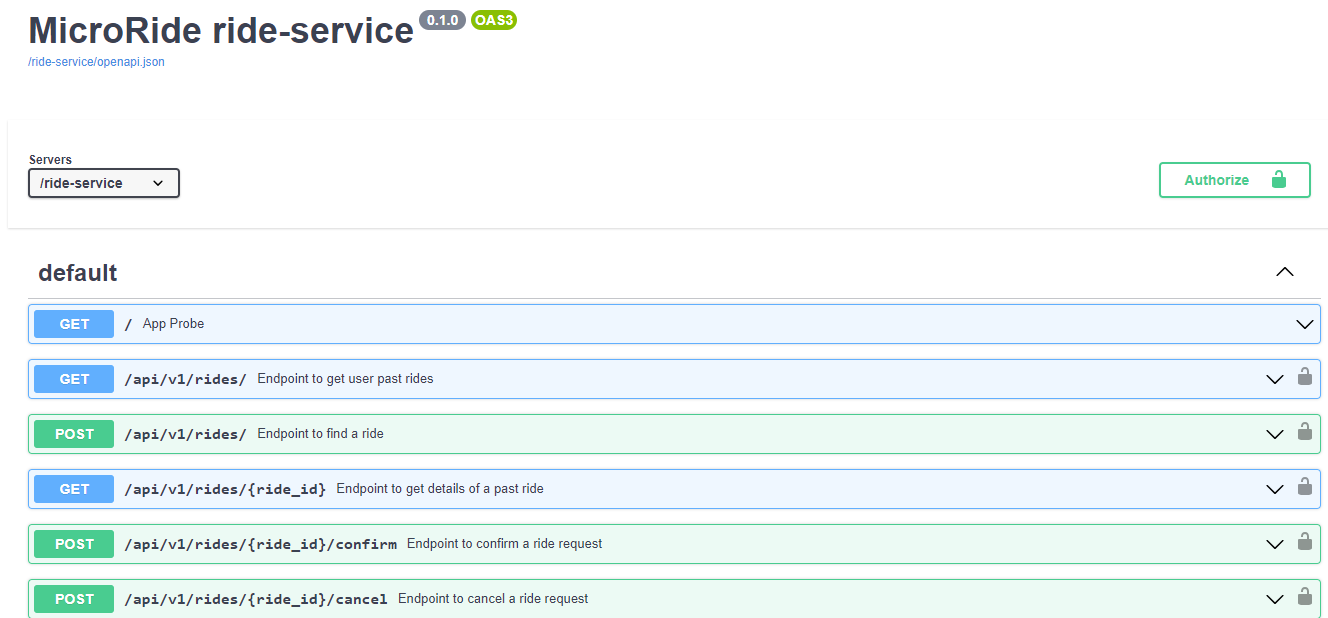 MicroRide ride-service 0.1.0 OAS3
/ride-service/openapi.json
Servers
/ride-service
Authorize
default
GET / App Probe
GET /api/v1/rides/ Endpoint to get user past rides
POST /api/v1/rides/ Endpoint to find a ride
GET /api/v1/rides/{ride_id} Endpoint to get details of a past ride
POST /api/v1/rides/{ride_id}/confirm Endpoint to confirm a ride request
POST /api/v1/rides/{ride_id}/cancel Endpoint to cancel a ride request